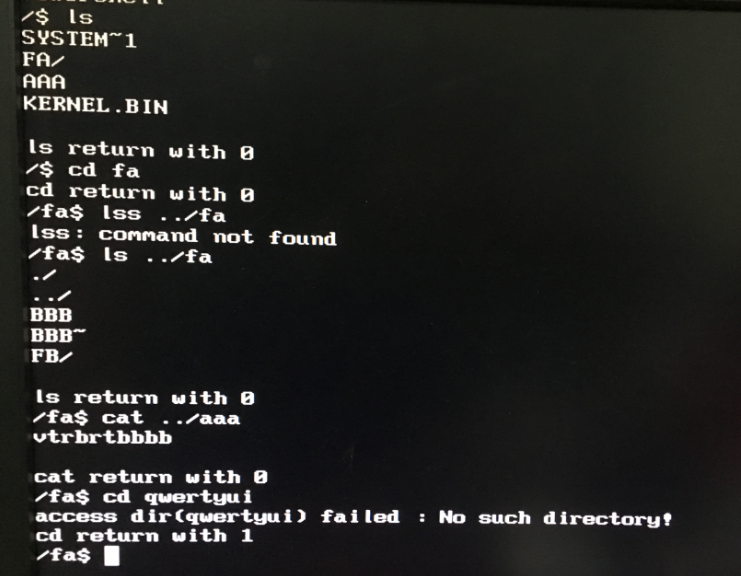 /$ ls
SYSTEM~1
FA/
AAA
KERNEL.BIN
ls return with 0
/$ cd fa
cd return with 0
/fa$ lss ../fa
lss: command not found
/fa$ ls ../fa
./
../
BBB
BBB~
FB/
ls return with 0
/fa$ cat ../aaa
vtrbrtbbbb
cat return with 0
/fa$ cd qwertyui
access dir(qwertyui) failed : No such directory!
cd return with 1
/fa$